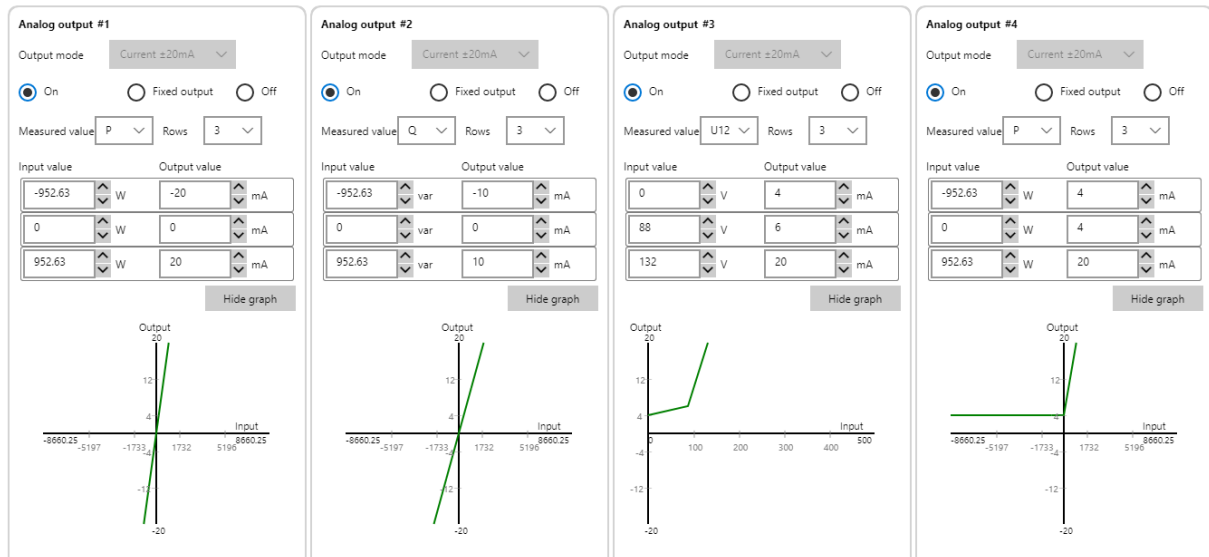 Analog output #1
Output mode Current ±20mA
On Fixed output Off
Measured value P Rows 3
Input value Output value
-952.63 W -20 mA
0 W 0 mA
952.63 W 20 mA
Hide graph
Output
20
12
4
Input
-8660.25 8660.25
-5197 -1733 1732 5196
-4
-12
-20
Analog output #2
Output mode Current ±20mA
On Fixed output Off
Measured value Q Rows 3
Input value Output value
-952.63 var -10 mA
0 var 0 mA
952.63 var 10 mA
Hide graph
Output
20
12
4
Input
-8660.25 8660.25
-5197 -1733 1732 5196
-4
-12
-20
Analog output #3
Output mode Current ±20mA
On Fixed output Off
Measured value U12 Rows 3
Input value Output value
0 V 4 mA
88 V 6 mA
132 V 20 mA
Hide graph
Output
20
12
4
Input
0 500
100 200 300 400
-4
-12
-20
Analog output #4
Output mode Current ±20mA
On Fixed output Off
Measured value P Rows 3
Input value Output value
-952.63 W 4 mA
0 W 4 mA
952.63 W 20 mA
Hide graph
Output
20
12
4
Input
-8660.25 8660.25
-5197 -1733 1732 5196
-4
-12
-20